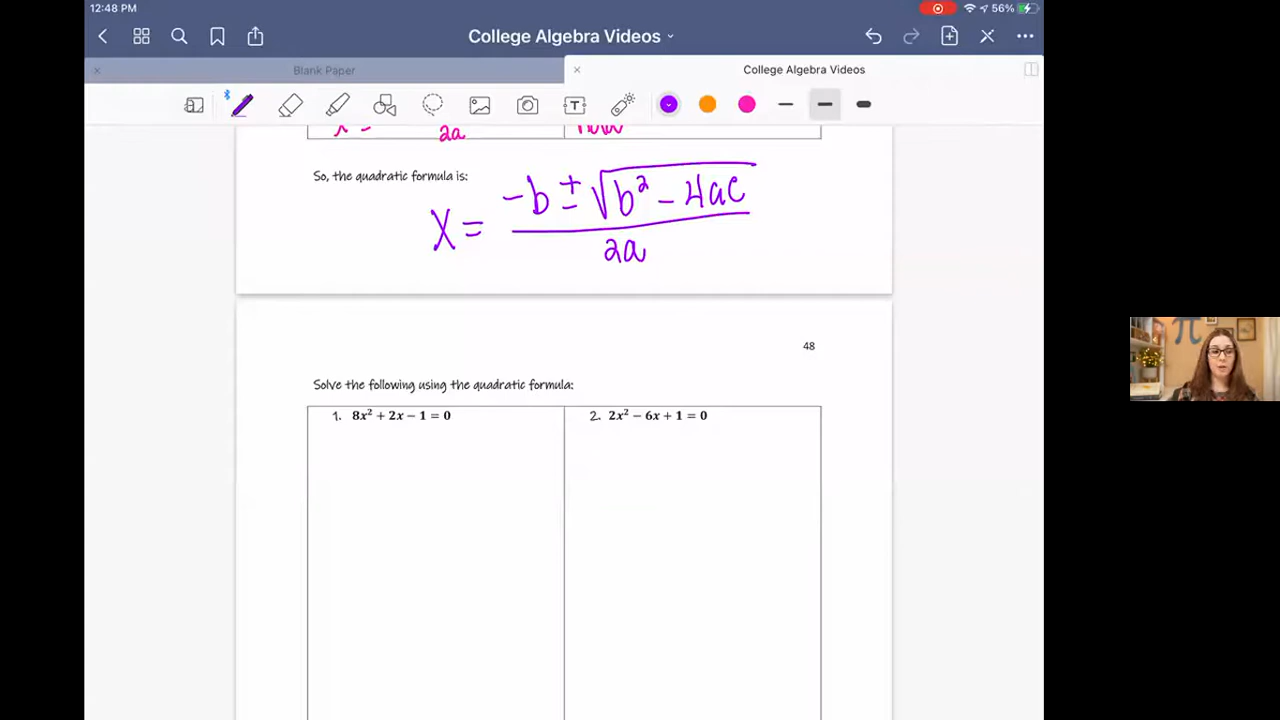 12:48 PM
56%
College Algebra Videos
Blank Paper
College Algebra Videos
x =
2a
So, the quadratic formula is:
x = (-b ± √(b² - 4ac)) / 2a
48
Solve the following using the quadratic formula:
1. 8x² + 2x − 1 = 0
2. 2x² − 6x + 1 = 0